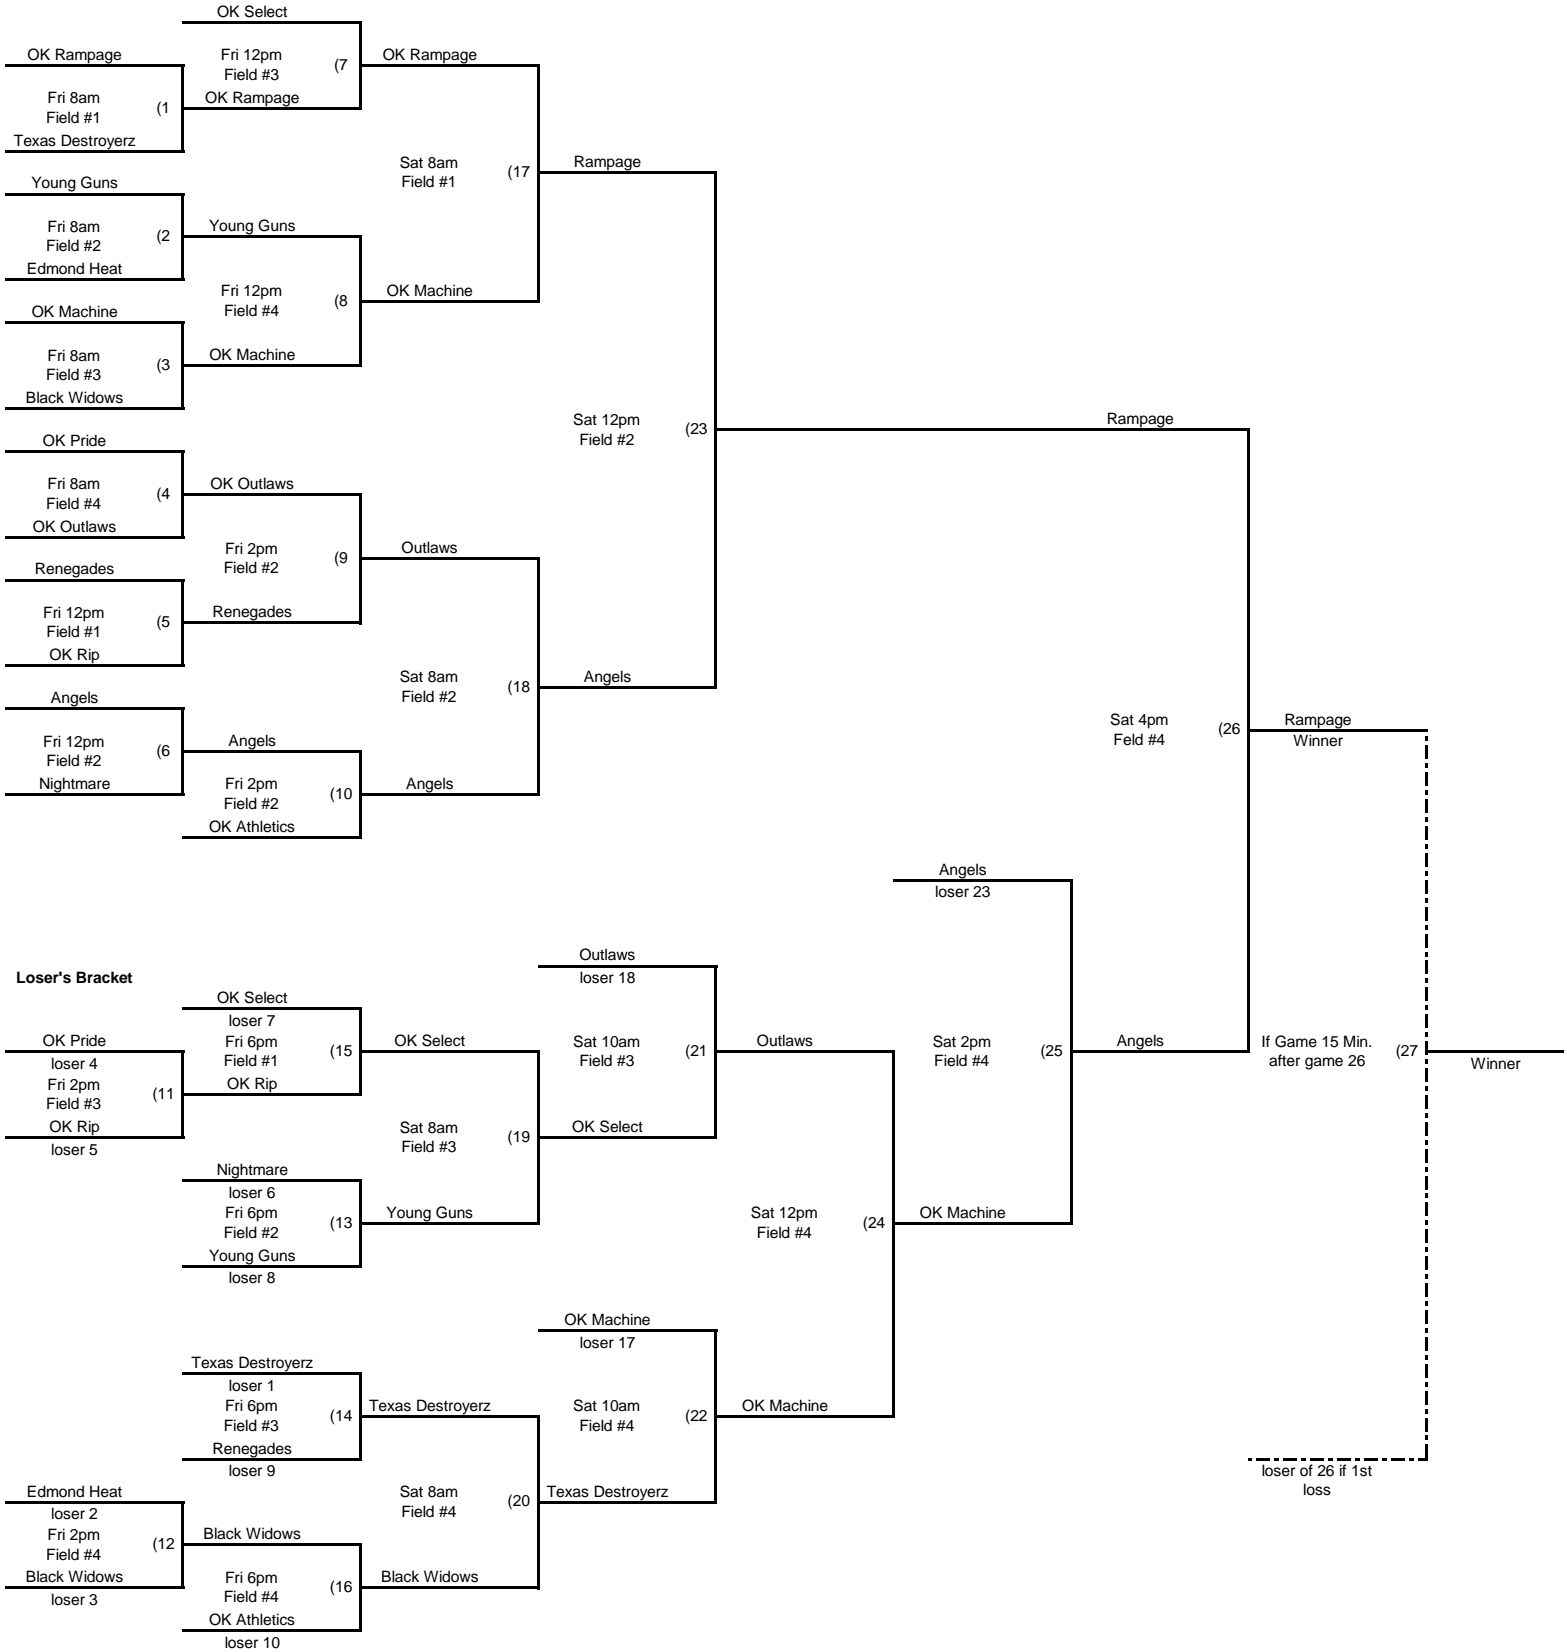 OK Select
OK Rampage
Fri 12pm
Field #3
(7
OK Rampage
Fri 8am
Field #1
(1
OK Rampage
Texas Destroyerz
Sat 8am
Field #1
(17
Rampage
Young Guns
Fri 8am
Field #2
(2
Young Guns
Edmond Heat
Fri 12pm
Field #4
(8
OK Machine
OK Machine
Fri 8am
Field #3
(3
OK Machine
Black Widows
Sat 12pm
Field #2
(23
Rampage
OK Pride
Fri 8am
Field #4
(4
OK Outlaws
OK Outlaws
Fri 2pm
Field #2
(9
Outlaws
Renegades
Fri 12pm
Field #1
(5
Renegades
OK Rip
Sat 8am
Field #2
(18
Angels
Angels
Fri 12pm
Field #2
(6
Angels
Nightmare
Fri 2pm
Field #2
(10
Angels
OK Athletics
Sat 4pm
Feld #4
(26
Rampage
Winner
Angels
loser 23
Outlaws
loser 18
Loser's Bracket
OK Select
loser 7
OK Pride
loser 4
Fri 6pm
Field #1
(15
OK Select
Fri 2pm
Field #3
(11
OK Rip
OK Rip
loser 5
Sat 10am
Field #3
(21
Outlaws
Sat 2pm
Field #4
(25
Angels
If Game 15 Min.
after game 26
(27
Winner
Sat 8am
Field #3
(19
OK Select
Nightmare
loser 6
Fri 6pm
Field #2
(13
Young Guns
Young Guns
loser 8
Sat 12pm
Field #4
(24
OK Machine
OK Machine
loser 17
Texas Destroyerz
loser 1
Fri 6pm
Field #3
(14
Texas Destroyerz
Renegades
loser 9
Sat 10am
Field #4
(22
OK Machine
loser of 26 if 1st
loss
Edmond Heat
loser 2
Fri 2pm
Field #4
(12
Black Widows
Black Widows
loser 3
Sat 8am
Field #4
(20
Texas Destroyerz
Fri 6pm
Field #4
(16
Black Widows
OK Athletics
loser 10